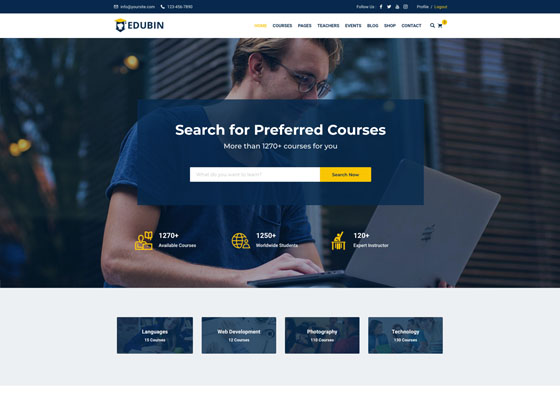 info@yoursite.com 123-456-7890 Follow Us Profile / Logout
EDUBIN HOME COURSES PAGES TEACHERS EVENTS BLOG SHOP CONTACT
Search for Preferred Courses
More than 1270+ courses for you
What do you want to learn? Search Now
1270+ 1250+ 120+
Available Courses Worldwide Students Expert Instructor
Languages Web Development Photography Technology
15 Courses 12 Courses 118 Courses 130 Courses